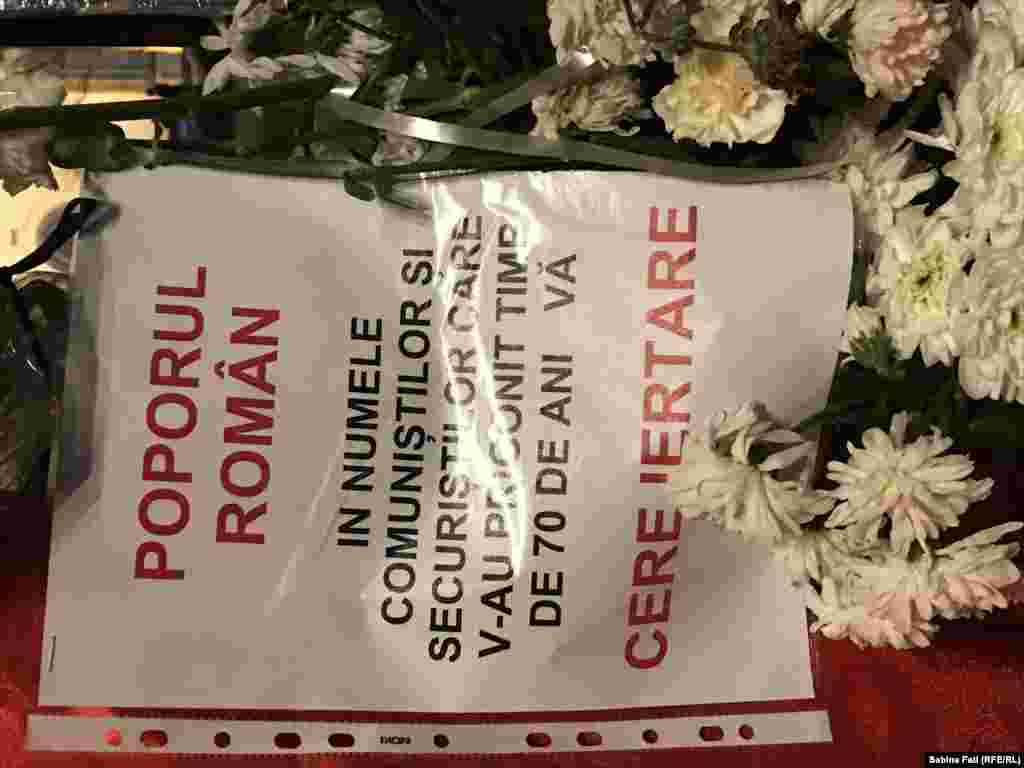 POPORUL
ROMÂN
IN NUMELE
COMUNIȘTILOR ȘI
SECURISTILOR CARE
V-AU PRIGONIT TIMP
DE 70 DE ANI VĂ
CERE IERTARE
Sabina Fati (RFE/RL)